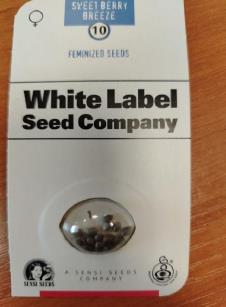 SWEET BERRY
BREEZE
10
FEMINIZED SEEDS
White Label
Seed Company
SENSI SEEDS
A SENSI SEEDS
COMPANY